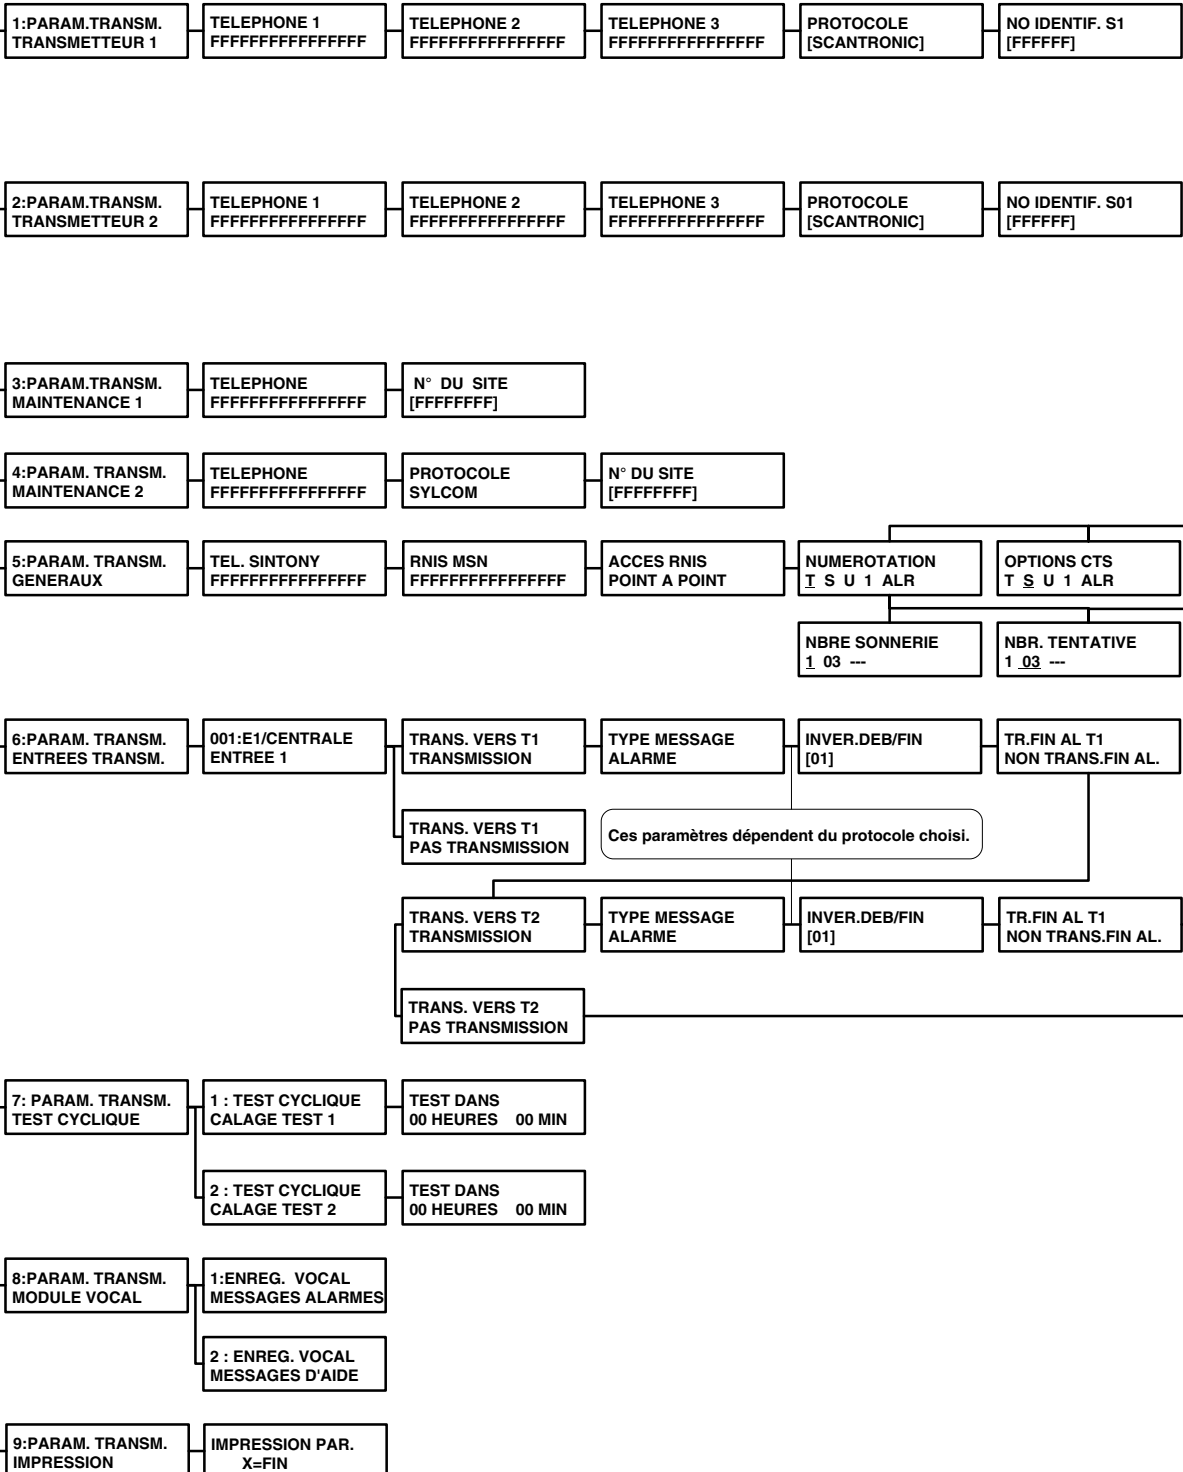 1:PARAM.TRANSM.
TRANSMETTEUR 1
TELEPHONE 1
FFFFFFFFFFFFFFFF
TELEPHONE 2
FFFFFFFFFFFFFFFF
TELEPHONE 3
FFFFFFFFFFFFFFFF
PROTOCOLE
[SCANTRONIC]
NO IDENTIF. S1
[FFFFFF]
2:PARAM.TRANSM.
TRANSMETTEUR 2
TELEPHONE 1
FFFFFFFFFFFFFFFF
TELEPHONE 2
FFFFFFFFFFFFFFFF
TELEPHONE 3
FFFFFFFFFFFFFFFF
PROTOCOLE
[SCANTRONIC]
NO IDENTIF. S01
[FFFFFF]
3:PARAM.TRANSM.
MAINTENANCE 1
TELEPHONE
FFFFFFFFFFFFFFFF
N° DU SITE
[FFFFFFFF]
4:PARAM. TRANSM.
MAINTENANCE 2
TELEPHONE
FFFFFFFFFFFFFFFF
PROTOCOLE
SYLCOM
N° DU SITE
[FFFFFFFF]
5:PARAM. TRANSM.
GENERAUX
TEL. SINTONY
FFFFFFFFFFFFFFFF
RNIS MSN
FFFFFFFFFFFFFFFF
ACCES RNIS
POINT A POINT
NUMEROTATION
T S U 1 ALR
OPTIONS CTS
T S U 1 ALR
NBRE SONNERIE
1 03 ---
NBR. TENTATIVE
1 03 ---
6:PARAM. TRANSM.
ENTREES TRANSM.
001:E1/CENTRALE
ENTREE 1
TRANS. VERS T1
TRANSMISSION
TYPE MESSAGE
ALARME
INVER.DEB/FIN
[01]
TR.FIN AL T1
NON TRANS.FIN AL.
TRANS. VERS T1
PAS TRANSMISSION
Ces paramètres dépendent du protocole choisi.
TRANS. VERS T2
TRANSMISSION
TYPE MESSAGE
ALARME
INVER.DEB/FIN
[01]
TR.FIN AL T1
NON TRANS.FIN AL.
TRANS. VERS T2
PAS TRANSMISSION
7: PARAM. TRANSM.
TEST CYCLIQUE
1 : TEST CYCLIQUE
CALAGE TEST 1
TEST DANS
00 HEURES 00 MIN
2 : TEST CYCLIQUE
CALAGE TEST 2
TEST DANS
00 HEURES 00 MIN
8:PARAM. TRANSM.
MODULE VOCAL
1:ENREG. VOCAL
MESSAGES ALARMES
2 : ENREG. VOCAL
MESSAGES D'AIDE
9:PARAM. TRANSM.
IMPRESSION
IMPRESSION PAR.
X=FIN